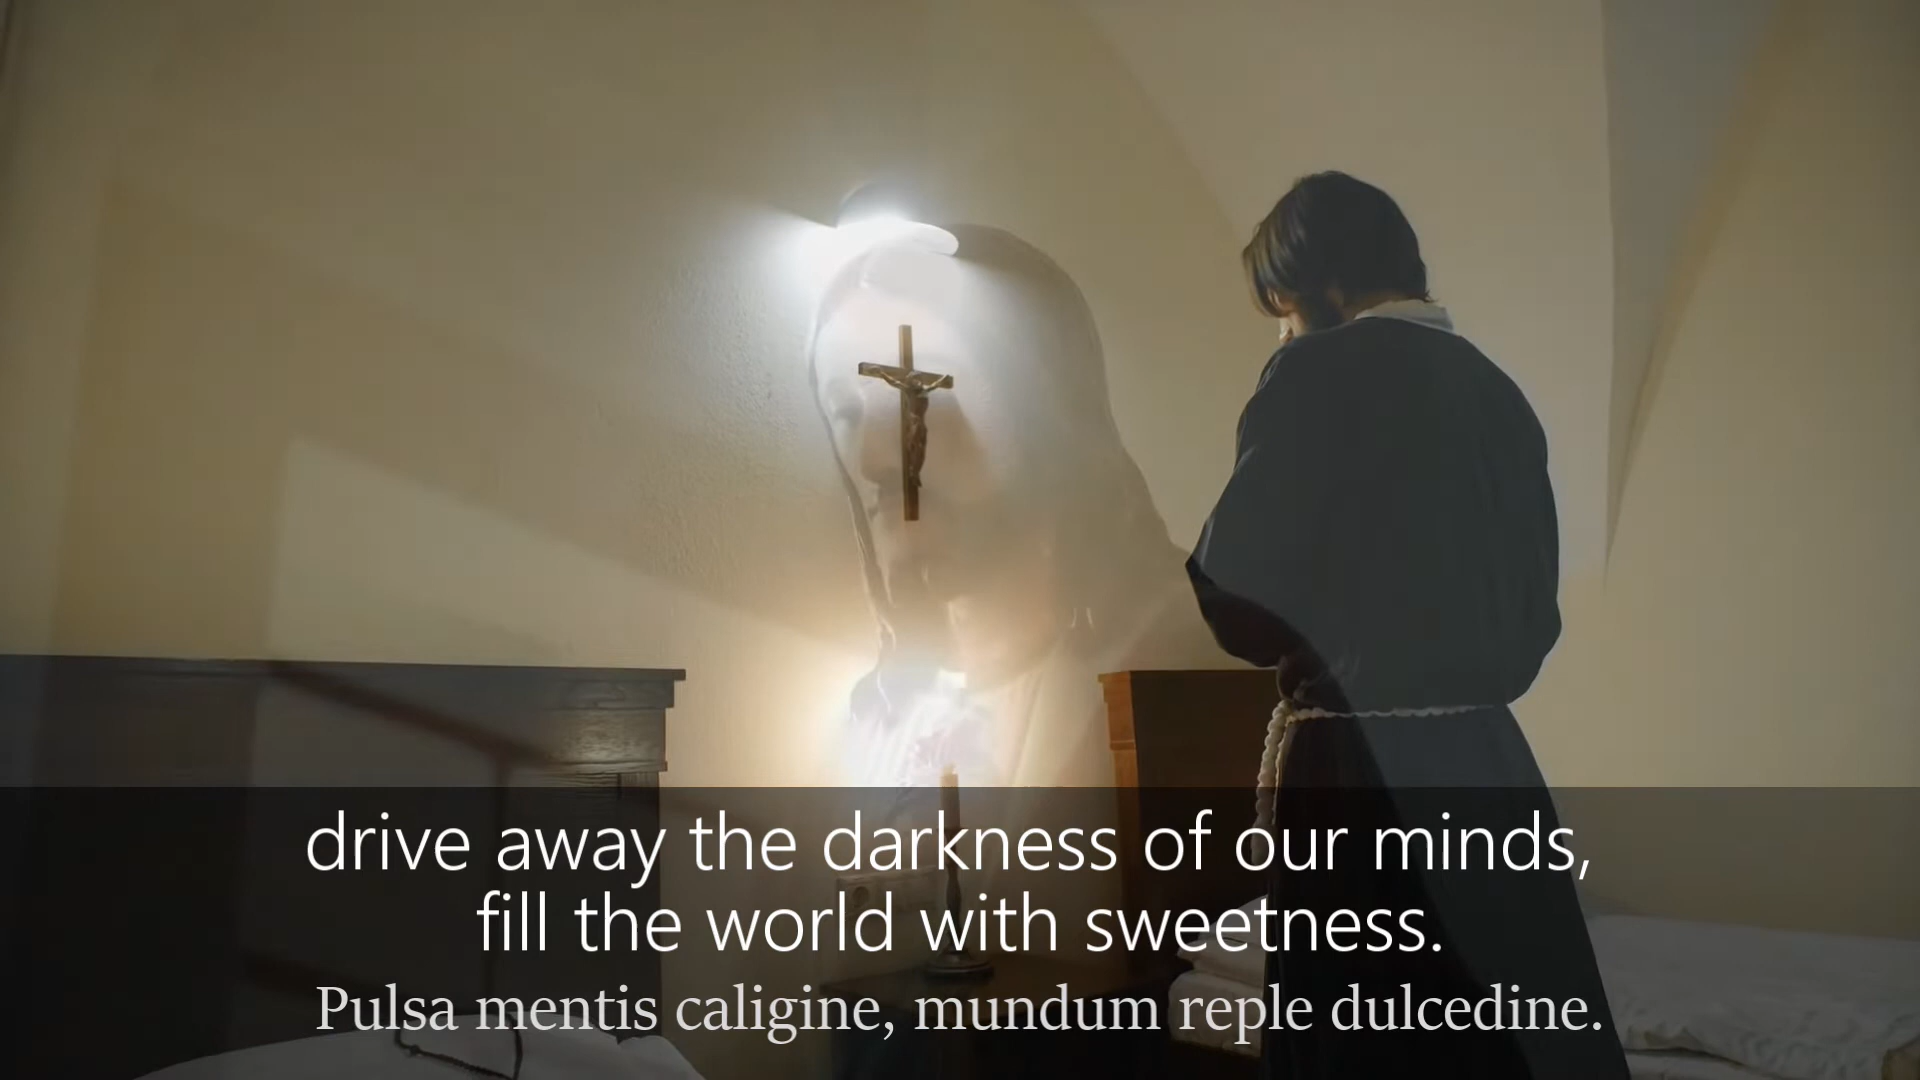 drive away the darkness of our minds,
fill the world with sweetness.
Pulsa mentis caligine, mundum reple dulcedine.